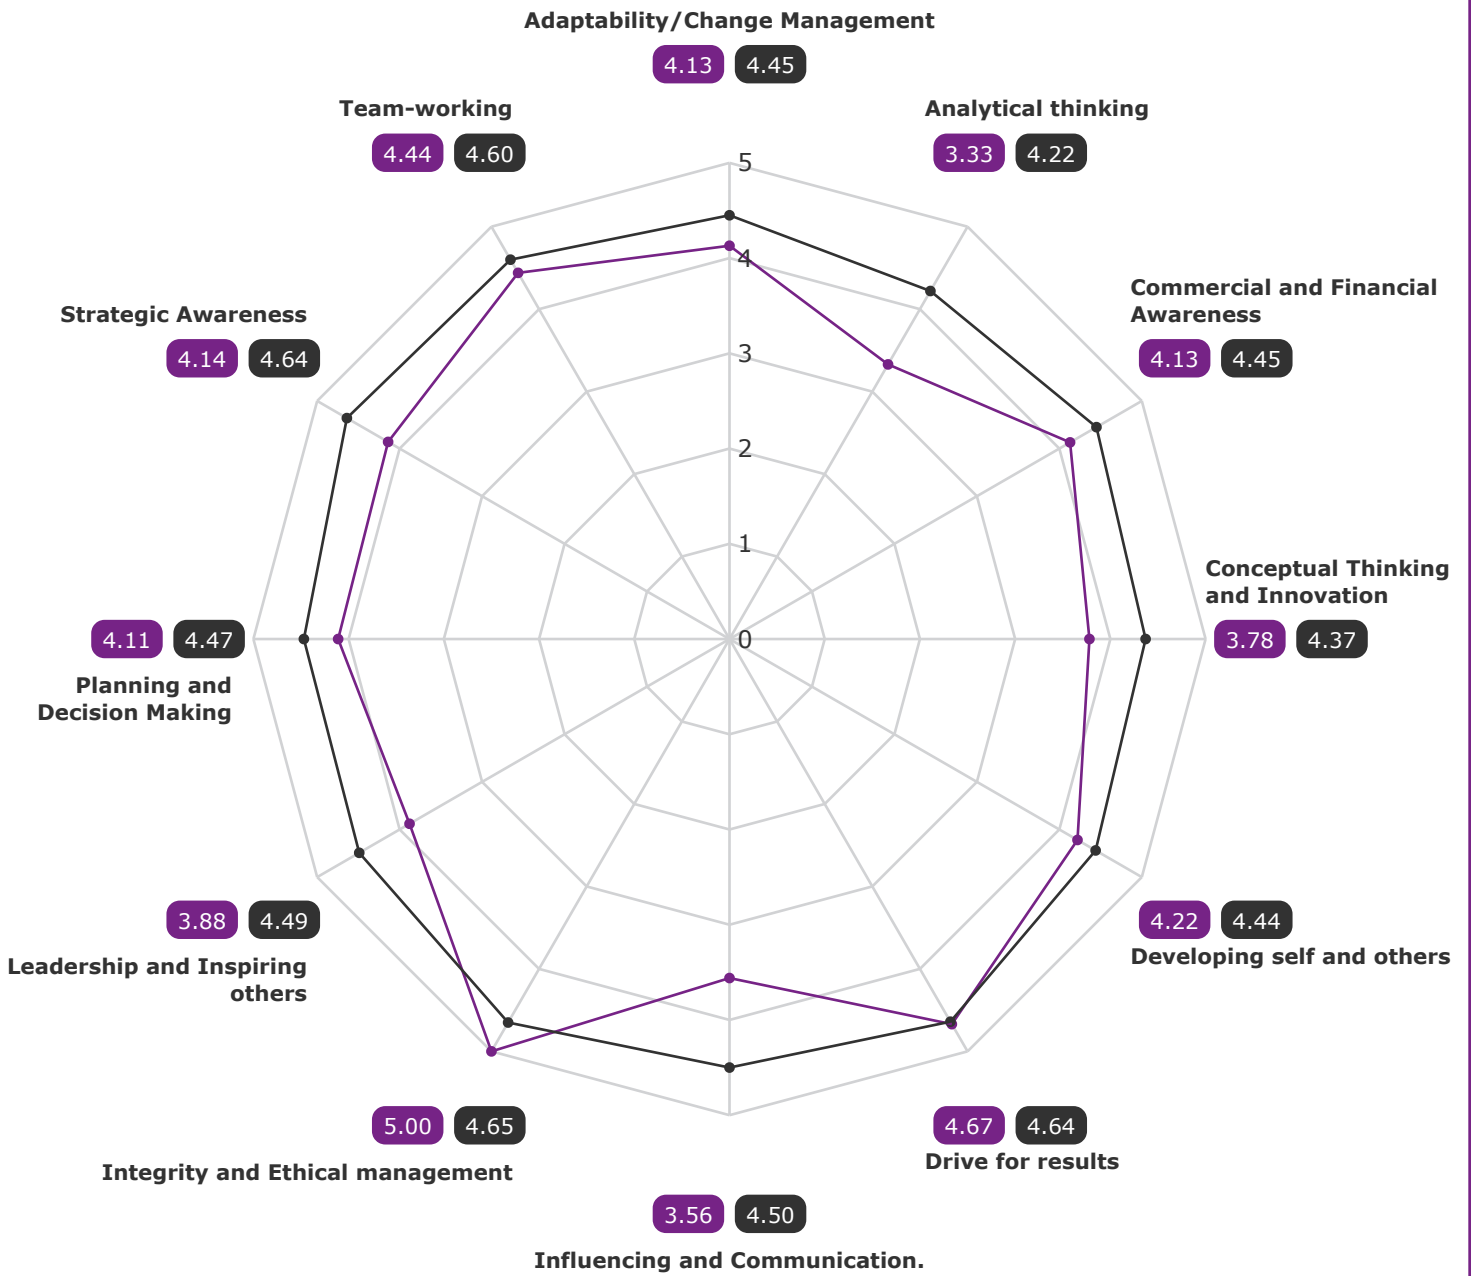 Adaptability/Change Management
4.13 4.45
Team-working
4.44 4.60
Analytical thinking
3.33 4.22
Commercial and Financial
Awareness
4.13 4.45
Strategic Awareness
4.14 4.64
Conceptual Thinking
and Innovation
3.78 4.37
4.11 4.47
Planning and
Decision Making
5
4
3
2
1
0
4.22 4.44
Developing self and others
3.88 4.49
Leadership and Inspiring
others
5.00 4.65
Integrity and Ethical management
4.67 4.64
Drive for results
3.56 4.50
Influencing and Communication.